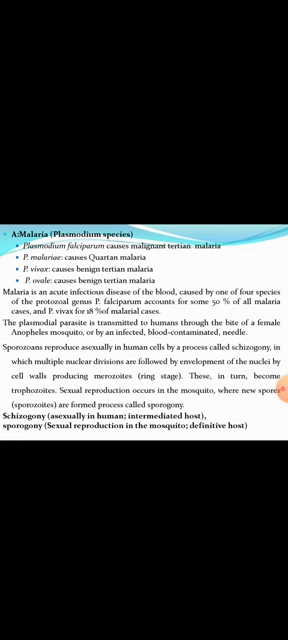 A:Malaria (Plasmodium species)
Plasmodium falciparum causes malignant tertian malaria
P. malariae: causes Quartan malaria
P. vivax: causes benign tertian malaria
P. ovale: causes benign tertian malaria
Malaria is an acute infectious disease of the blood, caused by one of four species
of the protozoal genus P. falciparum accounts for some 50 % of all malaria
cases, and P. vivax for 18 %of malarial cases.
The plasmodial parasite is transmitted to humans through the bite of a female
Anopheles mosquito, or by an infected, blood-contaminated, needle.
Sporozoans reproduce asexually in human cells by a process called schizogony, in
which multiple nuclear divisions are followed by envelopment of the nuclei by
cell walls producing merozoites (ring stage). These, in turn, become
trophozoites. Sexual reproduction occurs in the mosquito, where new spores
(sporozoites) are formed process called sporogony.
Schizogony (asexually in human; intermediated host),
sporogony (Sexual reproduction in the mosquito; definitive host)